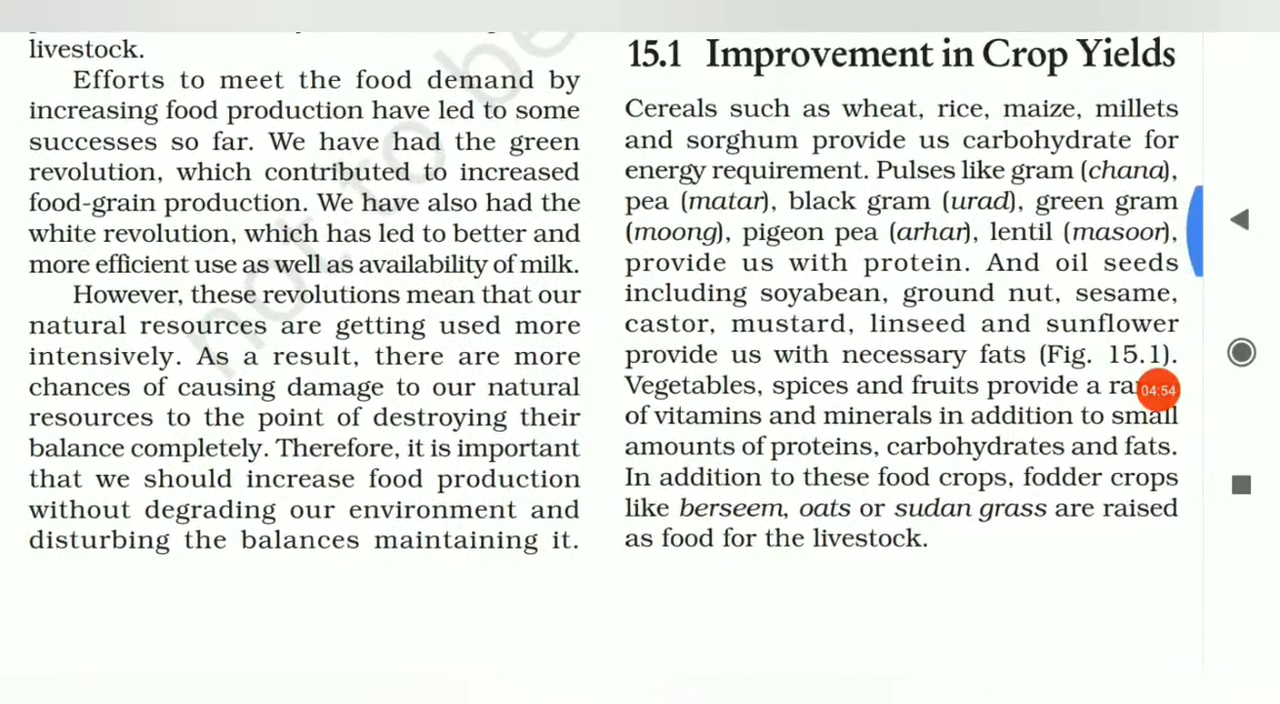 livestock.
Efforts to meet the food demand by
increasing food production have led to some
successes so far. We have had the green
revolution, which contributed to increased
food-grain production. We have also had the
white revolution, which has led to better and
more efficient use as well as availability of milk.
However, these revolutions mean that our
natural resources are getting used more
intensively. As a result, there are more
chances of causing damage to our natural
resources to the point of destroying their
balance completely. Therefore, it is important
that we should increase food production
without degrading our environment and
disturbing the balances maintaining it.
not to be
15.1 Improvement in Crop Yields
Cereals such as wheat, rice, maize, millets
and sorghum provide us carbohydrate for
energy requirement. Pulses like gram (chana),
pea (matar), black gram (urad), green gram
(moong), pigeon pea (arhar), lentil (masoor),
provide us with protein. And oil seeds
including soyabean, ground nut, sesame,
castor, mustard, linseed and sunflower
provide us with necessary fats (Fig. 15.1).
Vegetables, spices and fruits provide a
04:54
of vitamins and minerals in addition to small
amounts of proteins, carbohydrates and fats.
In addition to these food crops, fodder crops
like berseem, oats or sudan grass are raised
as food for the livestock.